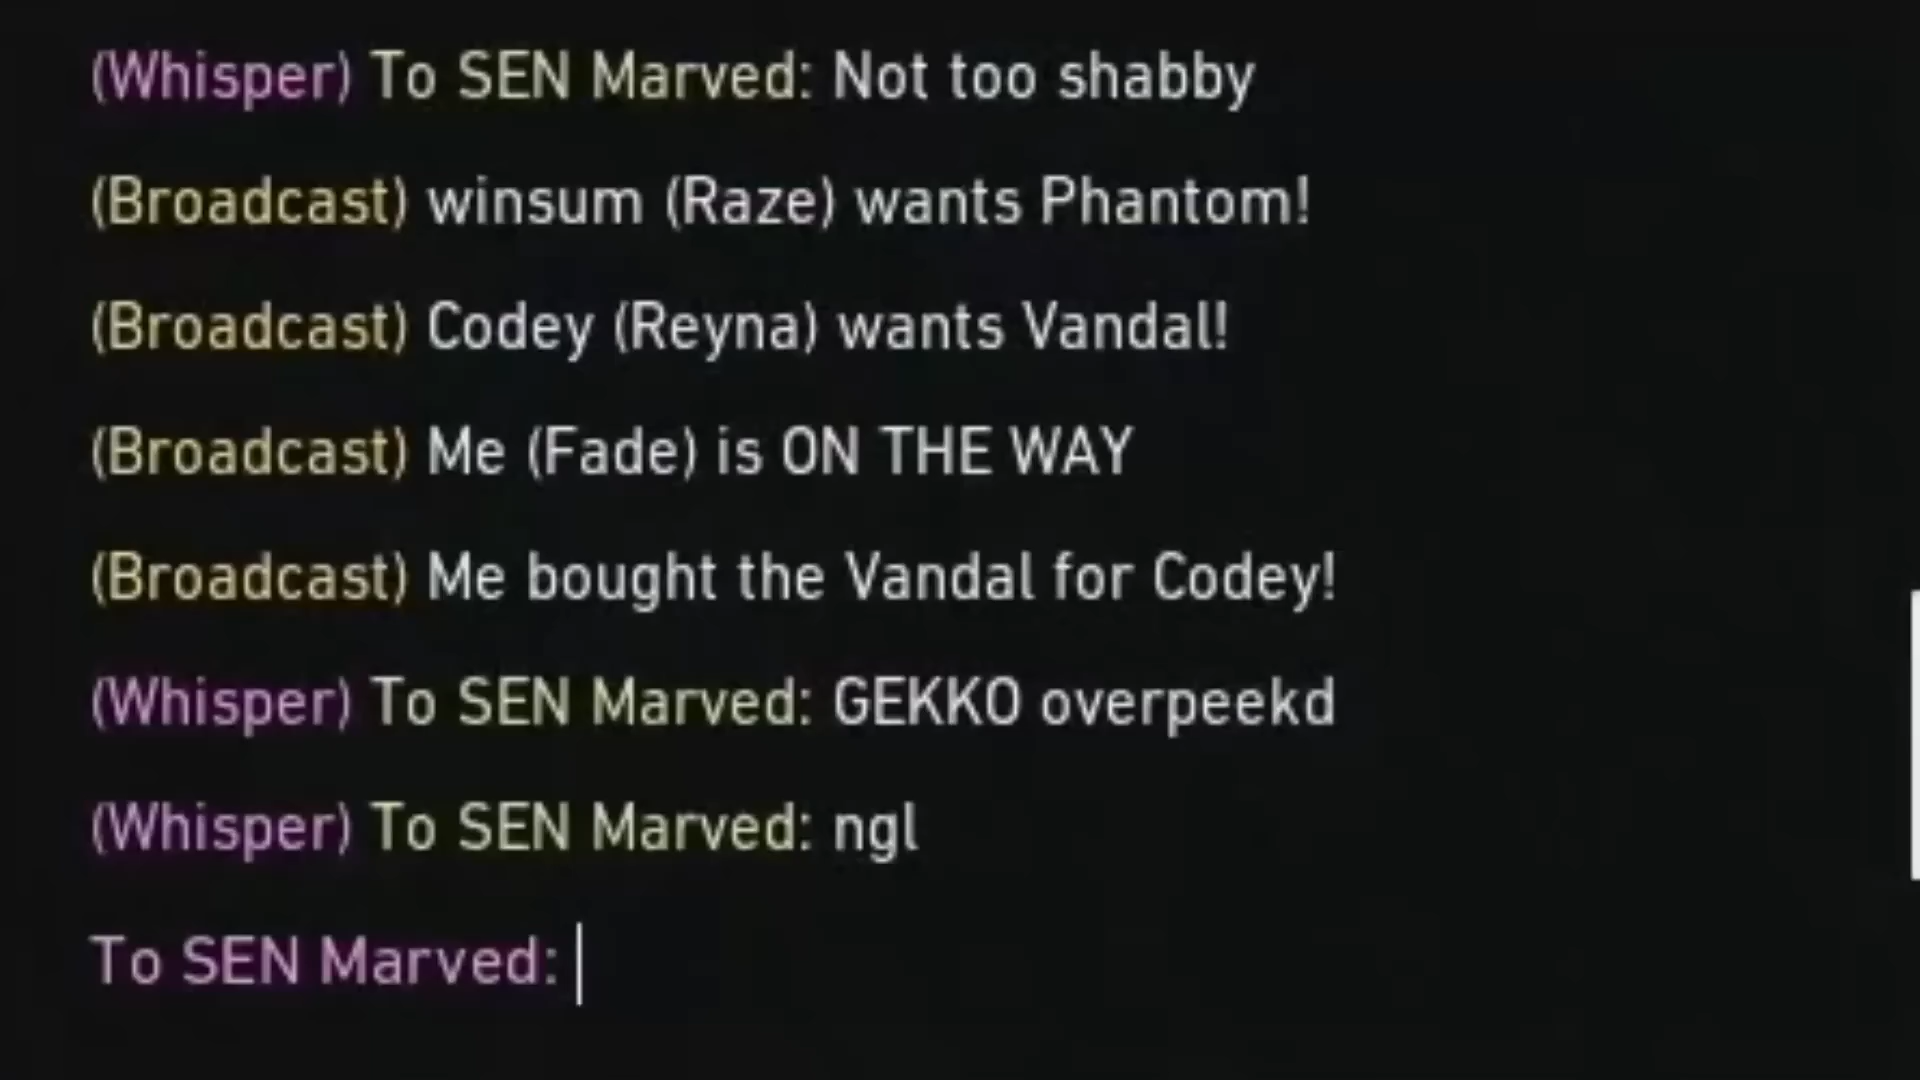 (Whisper) To SEN Marved: Not too shabby
(Broadcast) winsum (Raze) wants Phantom!
(Broadcast) Codey (Reyna) wants Vandal!
(Broadcast) Me (Fade) is ON THE WAY
(Broadcast) Me bought the Vandal for Codey!
(Whisper) To SEN Marved: GEKKO overpeekd
(Whisper) To SEN Marved: ngl
To SEN Marved: